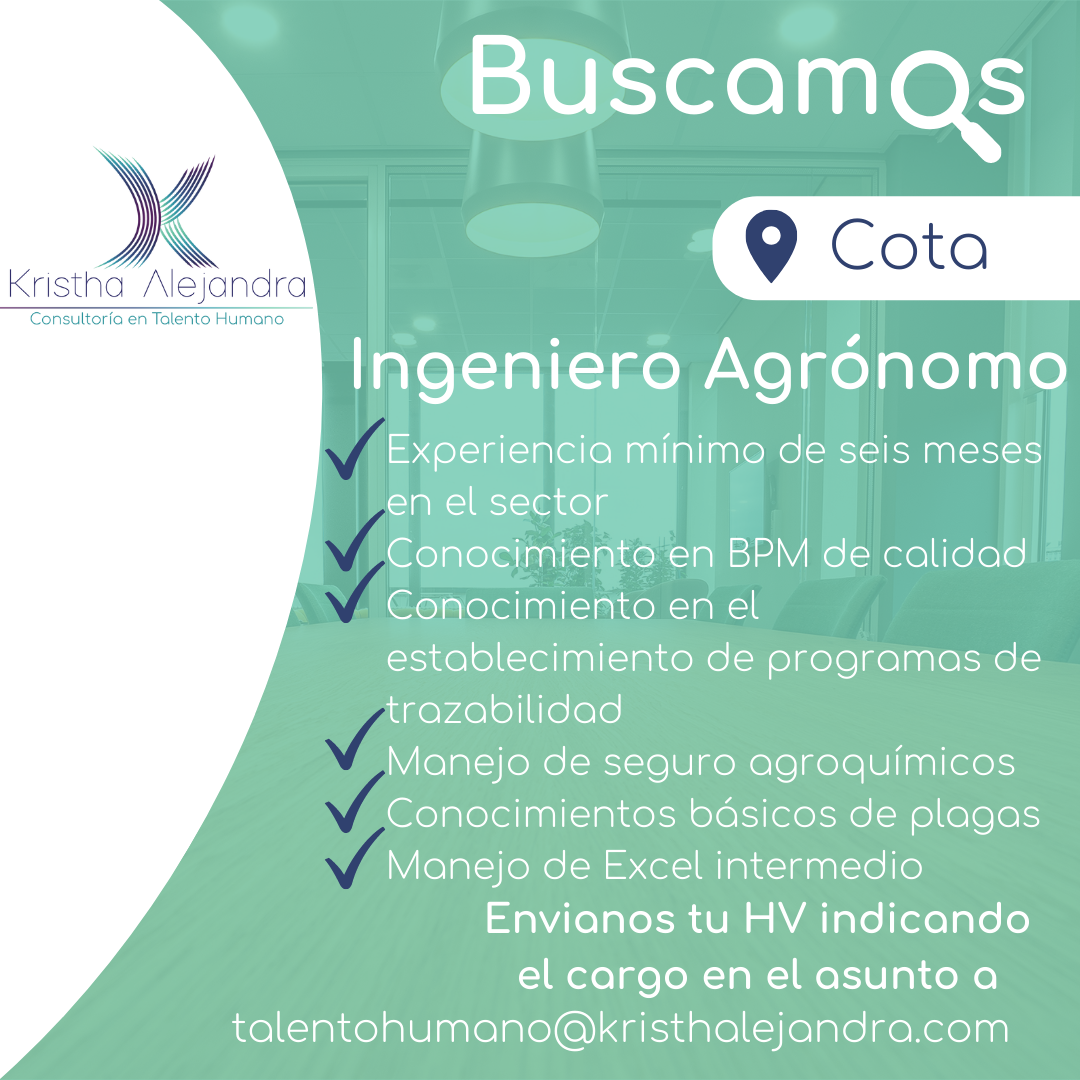 Buscamos
Cota
Kristha Alejandra
Consultoría en Talento Humano
Ingeniero Agrónomo
Experiencia mínimo de seis meses
en el sector
Conocimiento en BPM de calidad
Conocimiento en el
establecimiento de programas de
trazabilidad
Manejo de seguro agroquímicos
Conocimientos básicos de plagas
Manejo de Excel intermedio
Envianos tu HV indicando
el cargo en el asunto a
talentohumano@kristhalejandra.com